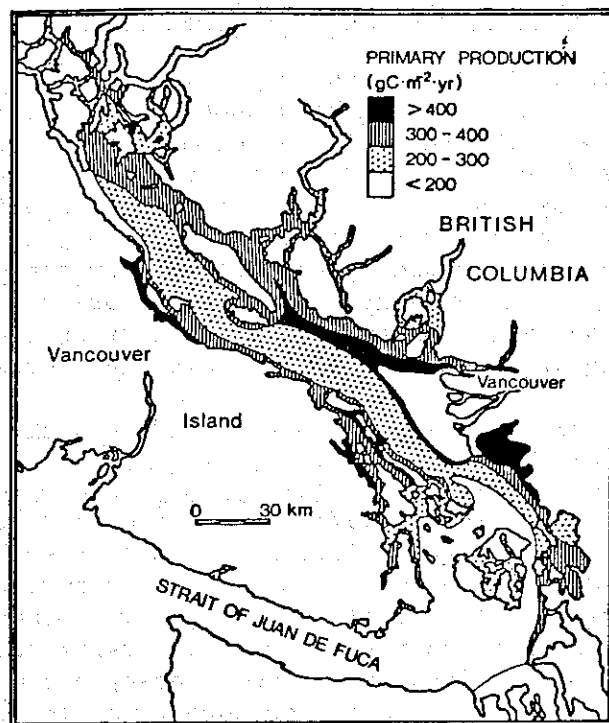 PRIMARY PRODUCTION
(gC·m⁻²·yr)
> 400
300 - 400
200 - 300
< 200
BRITISH
COLUMBIA
Vancouver
Vancouver
Island
0 30 km
STRAIT OF JUAN DE FUCA